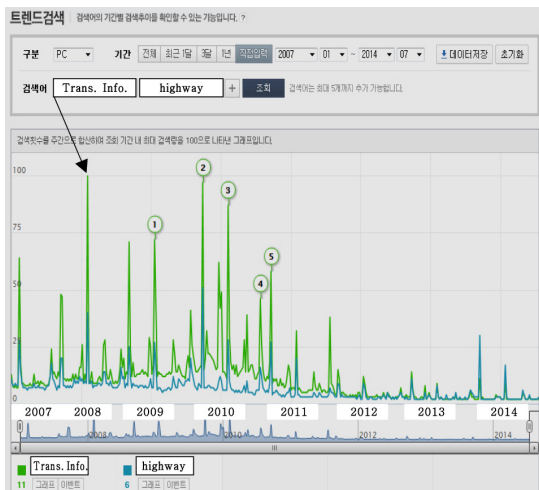 트렌드검색 검색어의 기간별 검색추이를 확인할 수 있는 기능입니다. ?
구분 PC 기간 전체 최근1달 3달 1년 직접입력 2007 01 ~ 2014 07 데이터저장 초기화
검색어 Trans. Info. highway + 조회 검색어는 최대 5개까지 추가 가능합니다.
검색횟수를 주간으로 합산하여 조회 기간 내 최대 검색량을 100으로 나타낸 그래프입니다.
100
2
3
75
1
5
50
4
25
0
2007 2008 2009 2010 2011 2012 2013 2014
2008 2010 2012 2014
Trans. Info. highway
11 그래프 이벤트 6 그래프 이벤트